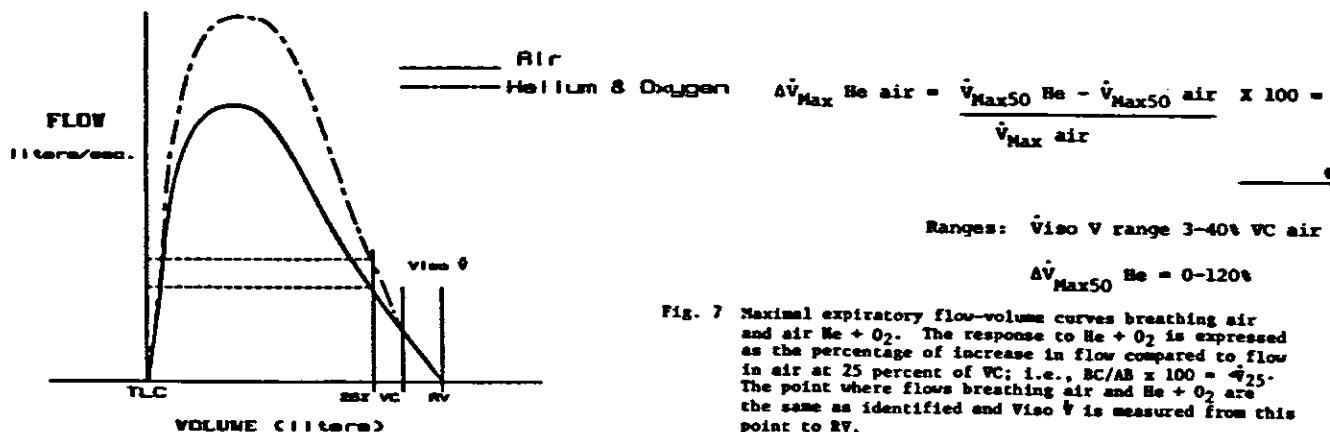 Air
Helium & Oxygen
FLOW
liters/sec.
Viso V̇
TLC
25% VC
RV
VOLUME (liters)
ΔV̇Max He air = V̇Max50 He - V̇Max50 air X 100 =
V̇Max air
Ranges: V̇iso V range 3-40% VC air
ΔV̇Max50 He = 0-120%
Fig. 7 Maximal expiratory flow-volume curves breathing air
and air He + O2. The response to He + O2 is expressed
as the percentage of increase in flow compared to flow
in air at 25 percent of VC; i.e., BC/AB x 100 = V̇25.
The point where flows breathing air and He + O2 are
the same as identified and Viso V̇ is measured from this
point to RV.